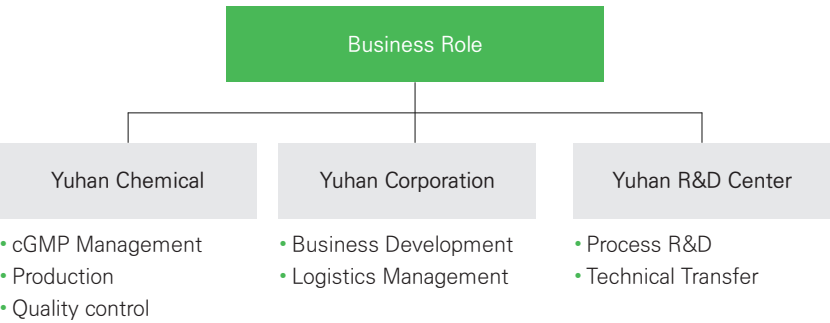 Business Role
Yuhan Chemical
• cGMP Management
• Production
• Quality control
Yuhan Corporation
• Business Development
• Logistics Management
Yuhan R&D Center
• Process R&D
• Technical Transfer